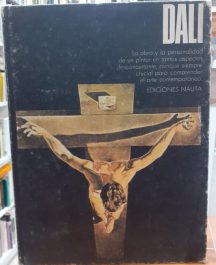 DALI
La obra y la personalidad
de un pintor en tantos aspectos
desconcertante, aunque siempre
crucial para comprender
el arte contemporáneo.
EDICIONES NAUTA